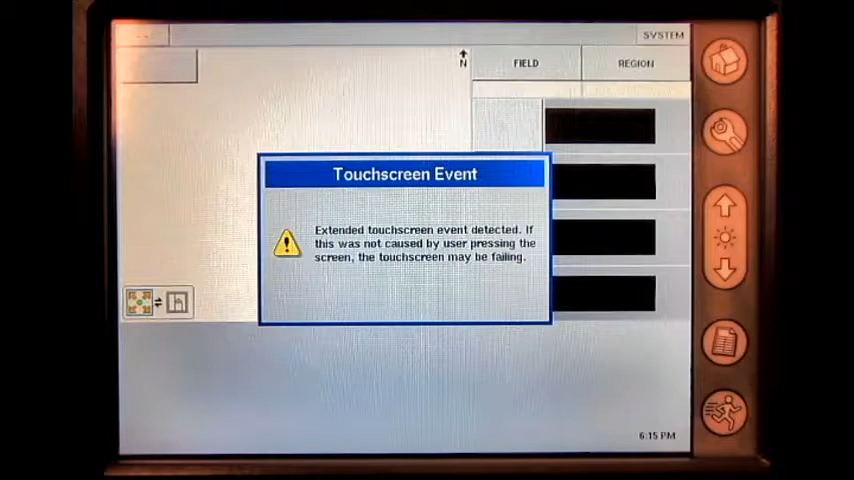 SYSTEM
N
FIELD
REGION
Touchscreen Event
Extended touchscreen event detected. If
this was not caused by user pressing the
screen, the touchscreen may be failing.
6:15 PM